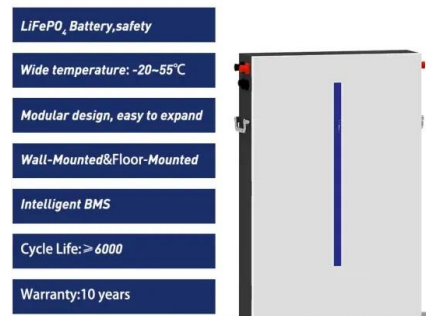 LiFePO₄ Battery,safety
Wide temperature: -20~55℃
Modular design, easy to expand
Wall-Mounted&Floor-Mounted
Intelligent BMS
Cycle Life:≥6000
Warranty:10 years